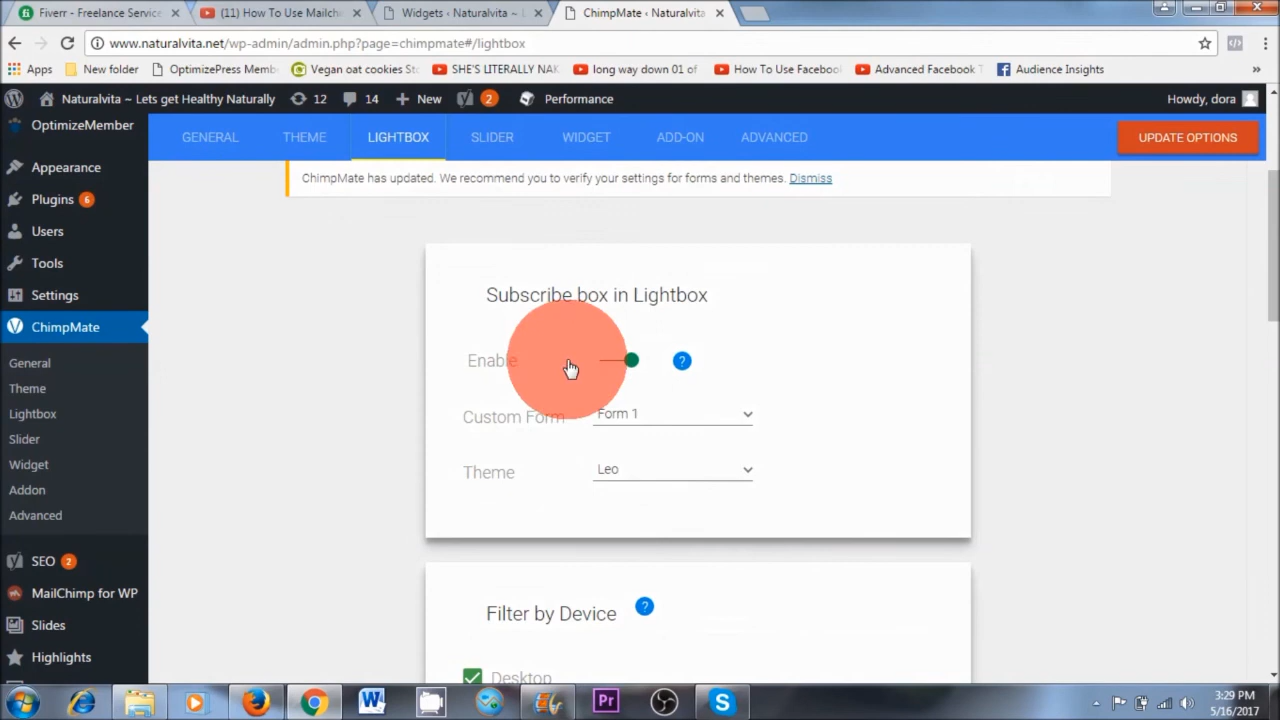 Fiverr - Freelance Service
(11) How To Use Mailchi
Widgets ‹ Naturalvita ~ L
ChimpMate ‹ Naturalvita
www.naturalvita.net/wp-admin/admin.php?page=chimpmate#/lightbox
Apps
New folder
OptimizePress Memb
Vegan oat cookies St
SHE'S LITERALLY NAK
long way down 01 of
How To Use Facebook
Advanced Facebook T
Audience Insights
»
Naturalvita ~ Lets get Healthy Naturally
12
14
New
2
Performance
Howdy, dora
OptimizeMember
Appearance
Plugins 6
Users
Tools
Settings
ChimpMate
General
Theme
Lightbox
Slider
Widget
Addon
Advanced
SEO 2
MailChimp for WP
Slides
Highlights
GENERAL
THEME
LIGHTBOX
SLIDER
WIDGET
ADD-ON
ADVANCED
UPDATE OPTIONS
ChimpMate has updated. We recommend you to verify your settings for forms and themes. Dismiss
Subscribe box in Lightbox
Enable
?
Custom Form
Form 1
Theme
Leo
Filter by Device
?
Desktop
W
Pr
S
3:29 PM
5/16/2017